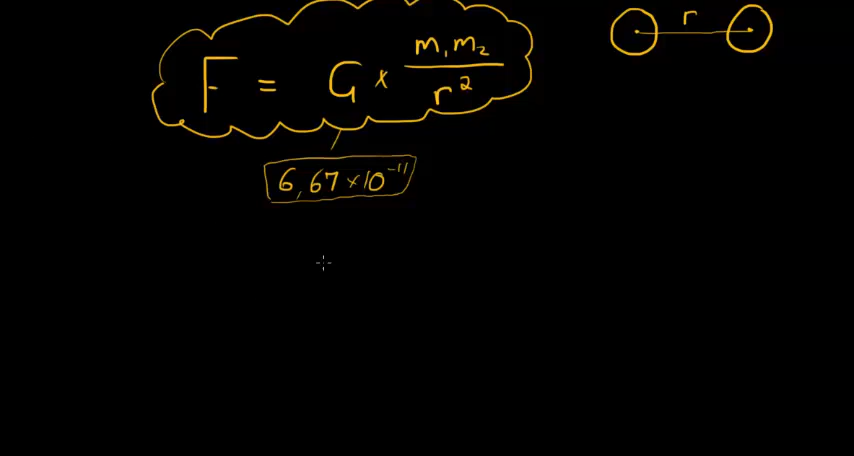 r
F = G × m₁m₂ / r²
6,67×10⁻¹¹